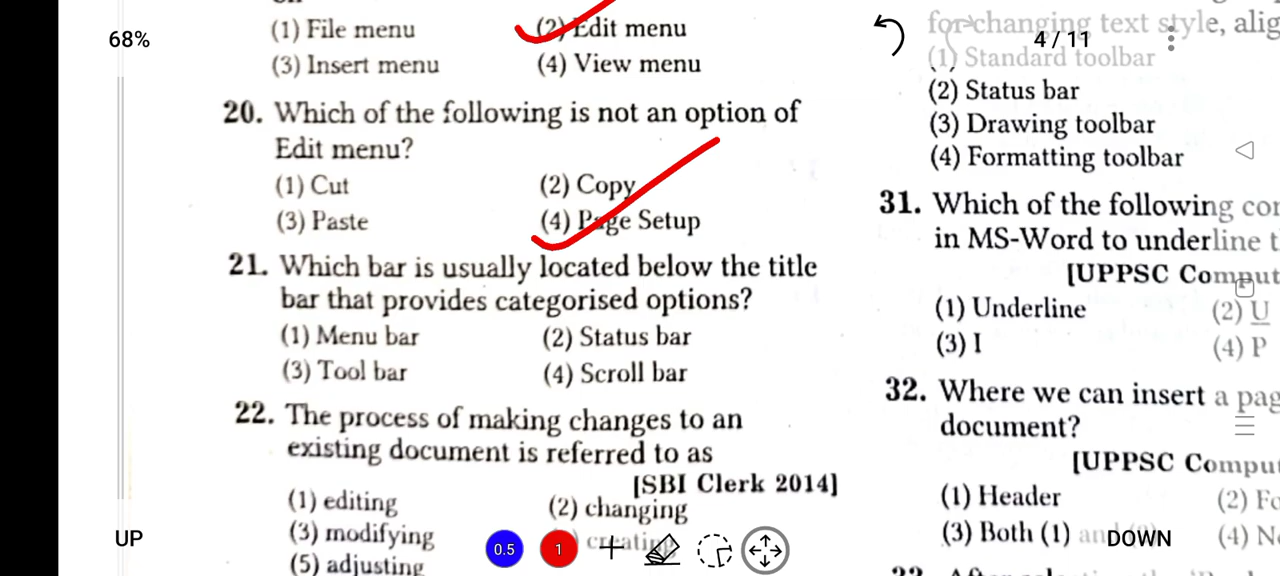 68%
(1) File menu (2) Edit menu
(3) Insert menu (4) View menu
20. Which of the following is not an option of
Edit menu?
(1) Cut (2) Copy
(3) Paste (4) Page Setup
21. Which bar is usually located below the title
bar that provides categorised options?
(1) Menu bar (2) Status bar
(3) Tool bar (4) Scroll bar
22. The process of making changes to an
existing document is referred to as
[SBI Clerk 2014]
(1) editing (2) changing
(3) modifying creating
(5) adjusting
UP
0.5 1
4 / 11
for changing text style,
(1) Standard toolbar
(2) Status bar
(3) Drawing toolbar
(4) Formatting toolbar
31. Which of the following
in MS-Word to underline
[UPPSC
(1) Underline (2) U
(3) I (4) P
32. Where we can insert a
document?
[UPPSC
(1) Header (2)
(3) Both (1) and (4)
DOWN